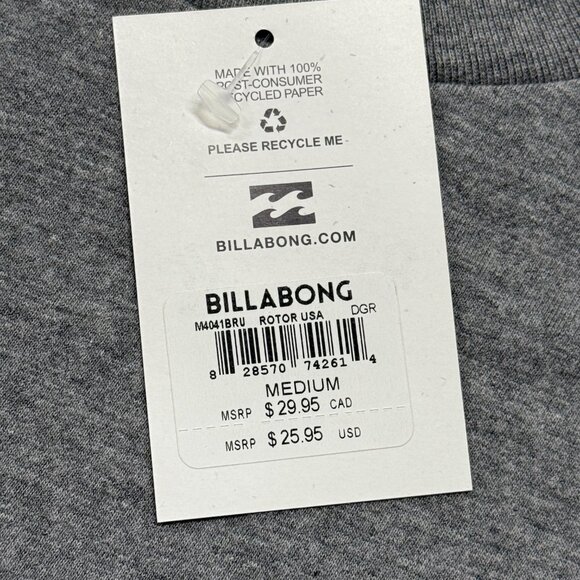 MADE WITH 100%
POST-CONSUMER
RECYCLED PAPER
PLEASE RECYCLE ME
BILLABONG.COM
BILLABONG
M4041BRU ROTOR USA DGR
8 28570 74261 4
MEDIUM
MSRP $29.95 CAD
MSRP $25.95 USD